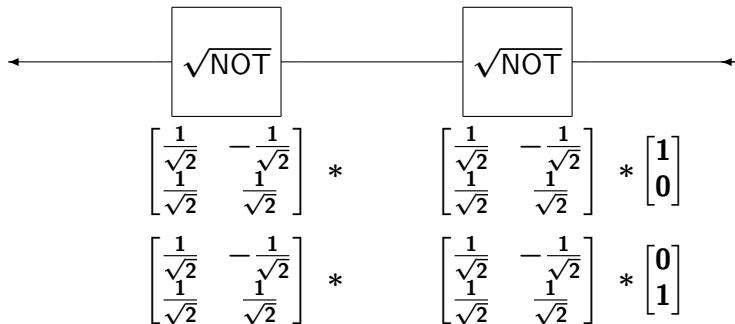 √NOT √NOT
[1/√2 −1/√2; 1/√2 1/√2] * [1/√2 −1/√2; 1/√2 1/√2] * [1; 0]
[1/√2 −1/√2; 1/√2 1/√2] * [1/√2 −1/√2; 1/√2 1/√2] * [0; 1]